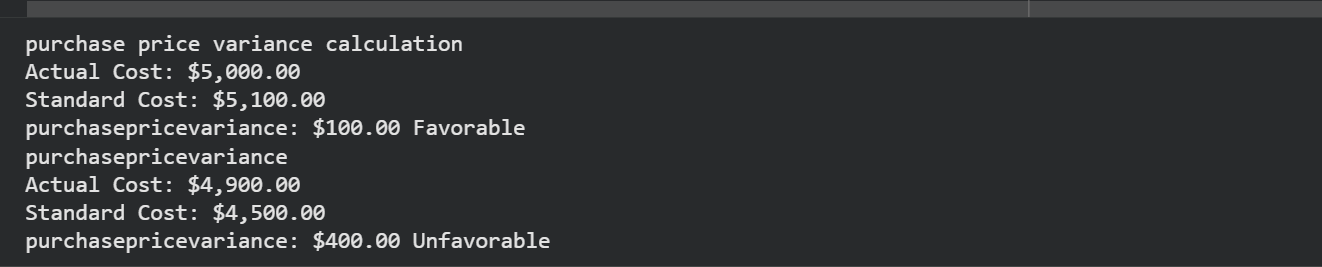 purchase price variance calculation
Actual Cost: $5,000.00
Standard Cost: $5,100.00
purchasepricevariance: $100.00 Favorable
purchasepricevariance
Actual Cost: $4,900.00
Standard Cost: $4,500.00
purchasepricevariance: $400.00 Unfavorable